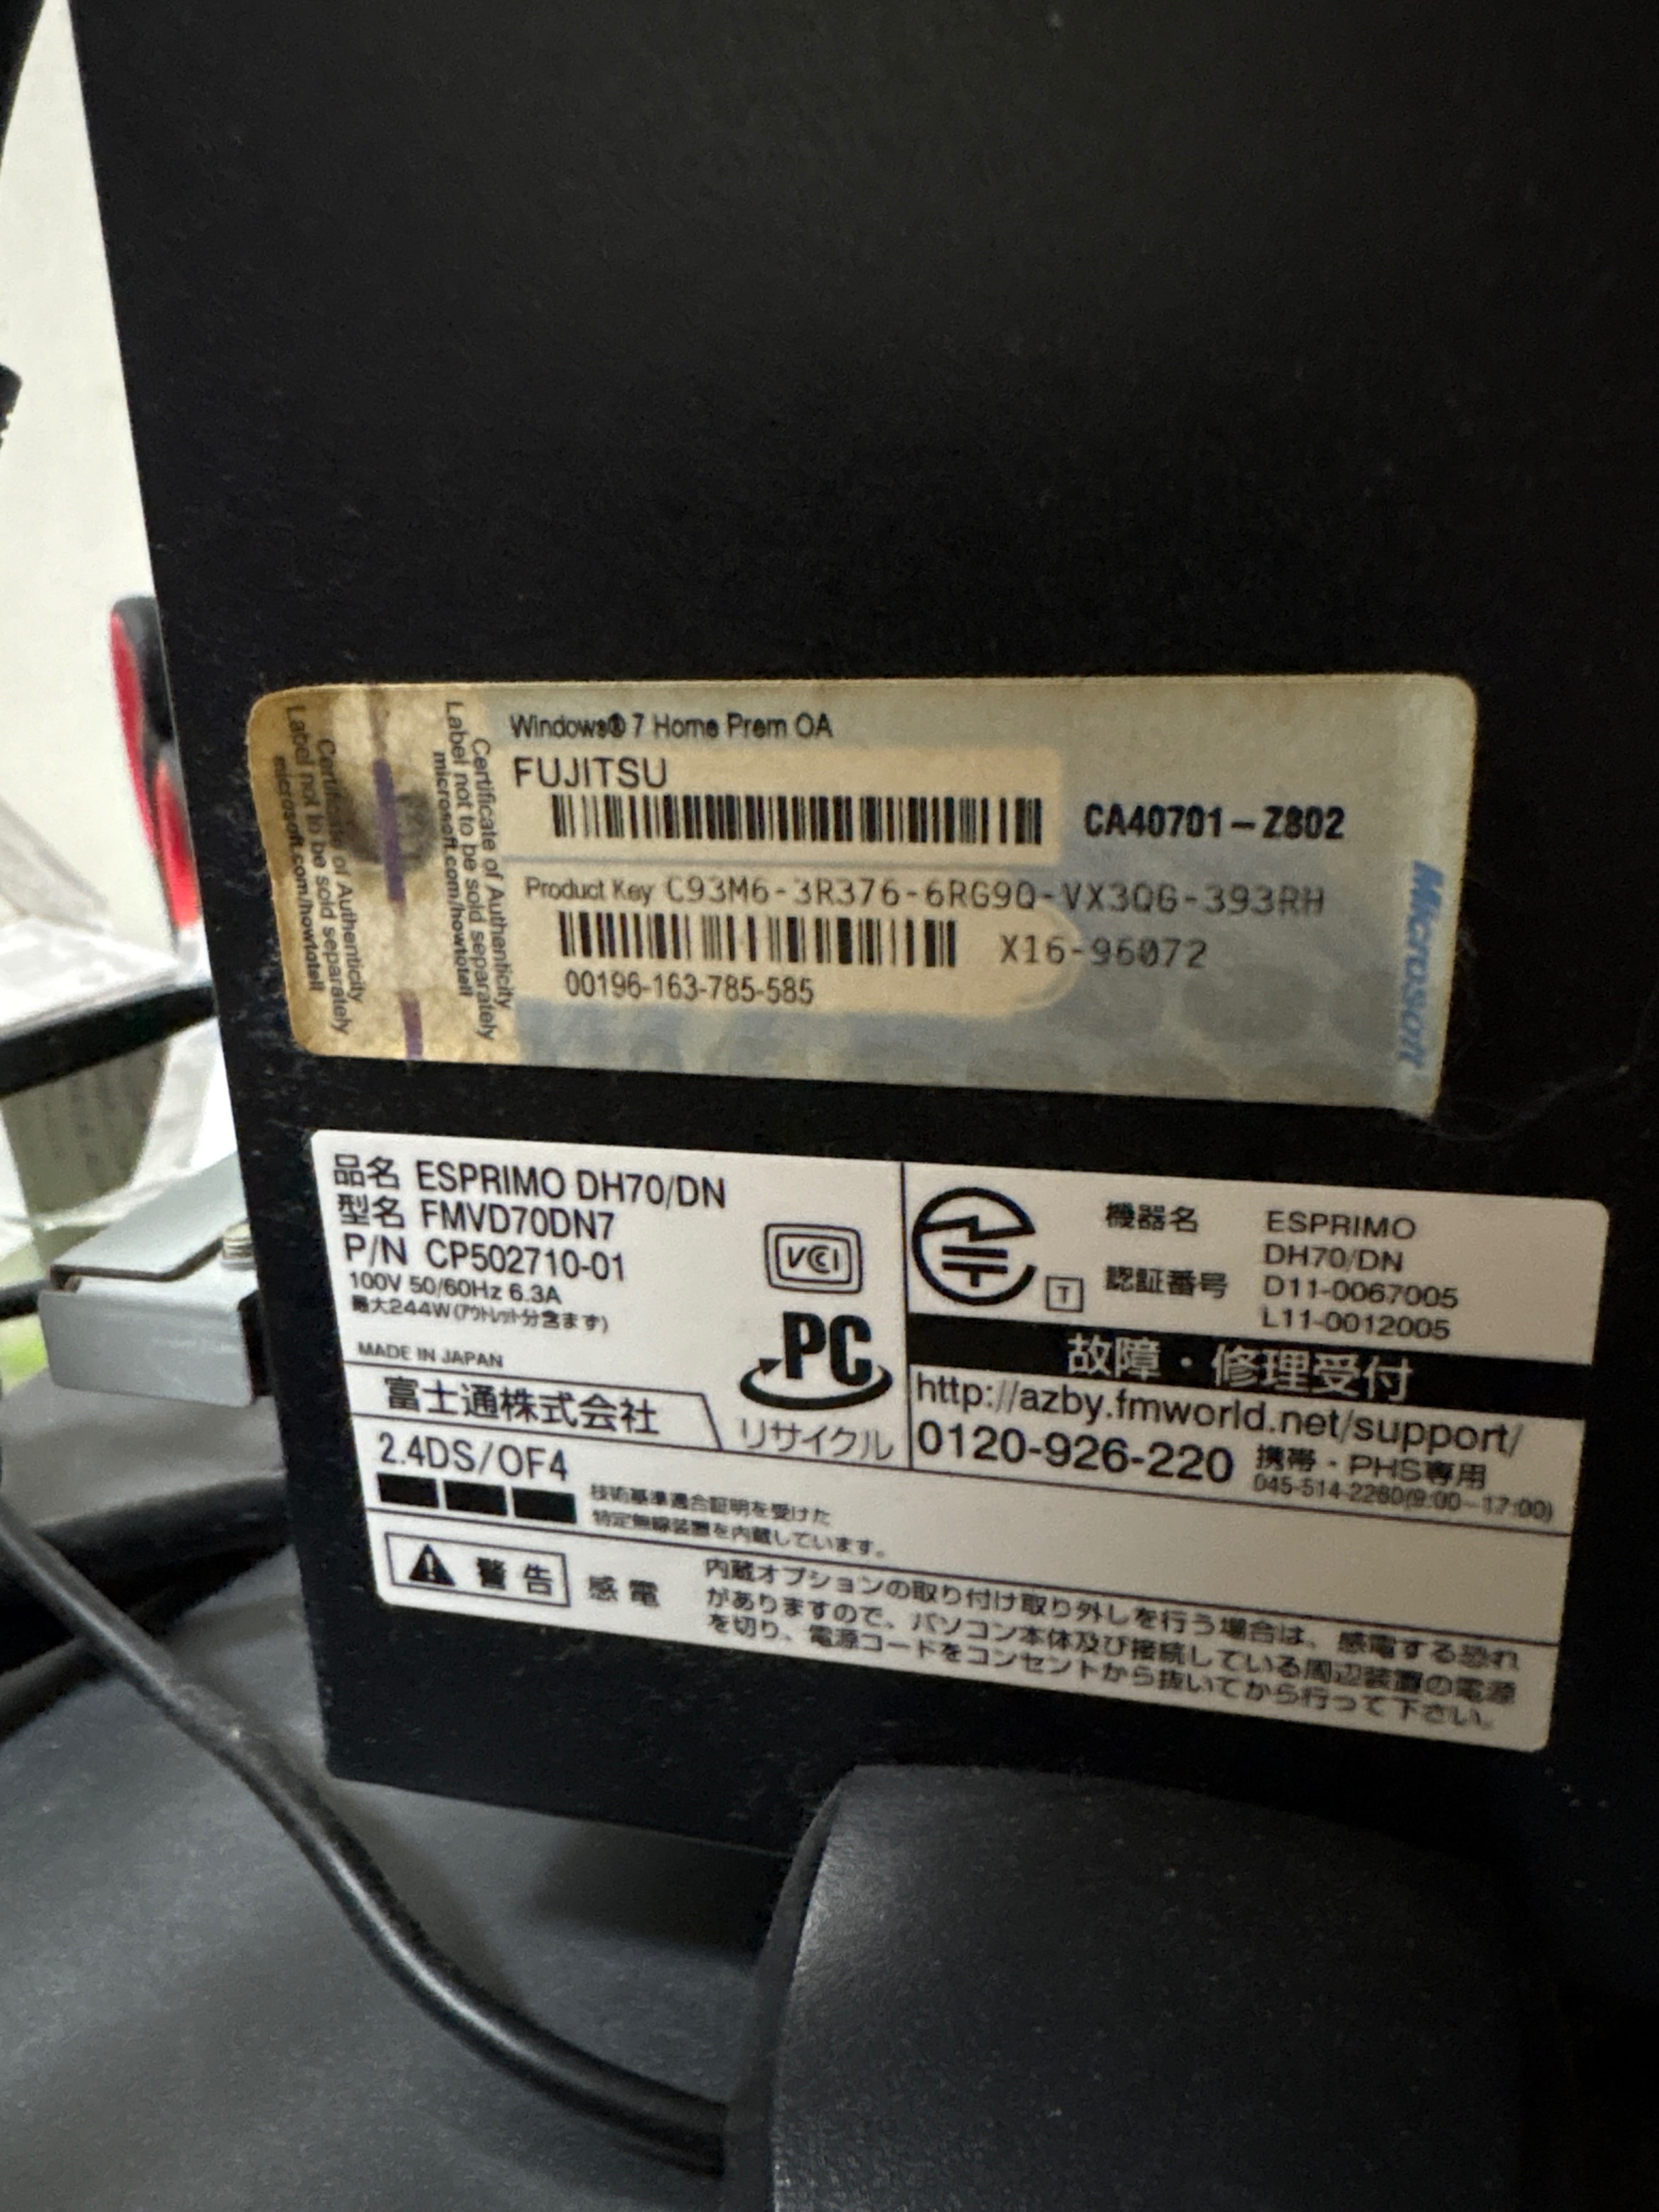 Certificate of Authenticity
Label not to be sold separately
microsoft.com/howtotell
Certificate of Authenticity
Label not to be sold separately
microsoft.com/howtotell
Windows® 7 Home Prem OA
FUJITSU
CA40701-Z802
Product Key C93M6-3R376-6RG9Q-VX3QG-393RH
X16-96072
00196-163-785-585
Microsoft
品名 ESPRIMO DH70/DN
型名 FMVD70DN7
P/N CP502710-01
100V 50/60Hz 6.3A
最大244W(アウトレット分含まず)
MADE IN JAPAN
富士通株式会社
VCCI
PC
リサイクル
T
機器名 ESPRIMO
DH70/DN
認証番号 D11-0067005
L11-0012005
故障・修理受付
http://azby.fmworld.net/support/
0120-926-220 携帯・PHS専用
045-514-2260(9:00-17:00)
2.4DS/OF4
技術基準適合証明を受けた
特定無線装置を内蔵しています。
警告 感電
内蔵オプションの取り付け取り外しを行う場合は、感電する恐れ
がありますので、パソコン本体及び接続している周辺装置の電源
を切り、電源コードをコンセントから抜いてから行って下さい。